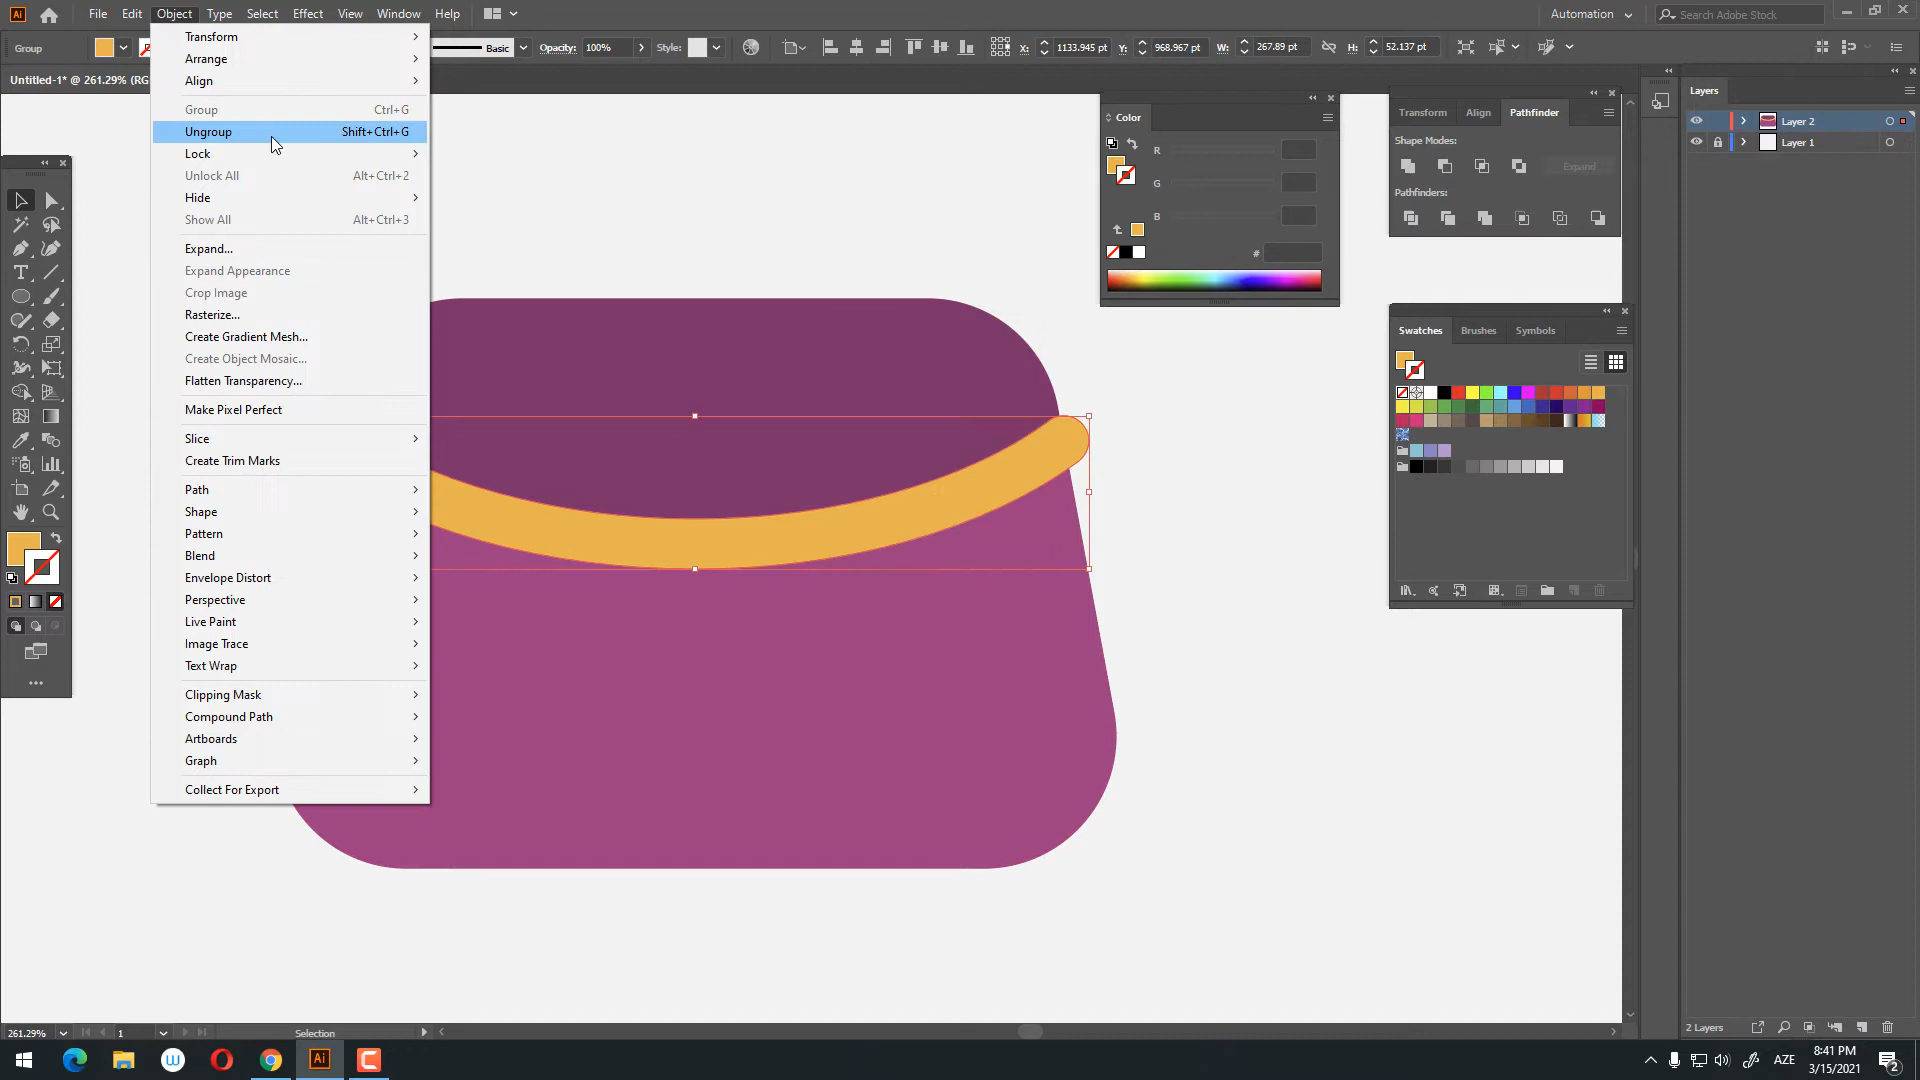 Ai File Edit Object Type Select Effect View Window Help Automation Search Adobe Stock
Group Basic Opacity: 100% Style: X: 1133.945 pt Y: 968.967 pt W: 267.89 pt H: 52.137 pt
Untitled-1* @ 261.29% (RG
Transform
Arrange
Align
Group Ctrl+G
Ungroup Shift+Ctrl+G
Lock
Unlock All Alt+Ctrl+2
Hide
Show All Alt+Ctrl+3
Expand...
Expand Appearance
Crop Image
Rasterize...
Create Gradient Mesh...
Create Object Mosaic...
Flatten Transparency...
Make Pixel Perfect
Slice
Create Trim Marks
Path
Shape
Pattern
Blend
Envelope Distort
Perspective
Live Paint
Image Trace
Text Wrap
Clipping Mask
Compound Path
Artboards
Graph
Collect For Export
Color
R
G
B
#
Transform Align Pathfinder
Shape Modes:
Expand
Pathfinders:
Swatches Brushes Symbols
Layers
Layer 2
Layer 1
2 Layers
261.29% 1 Selection
Ai AZE 8:41 PM
3/15/2021
2